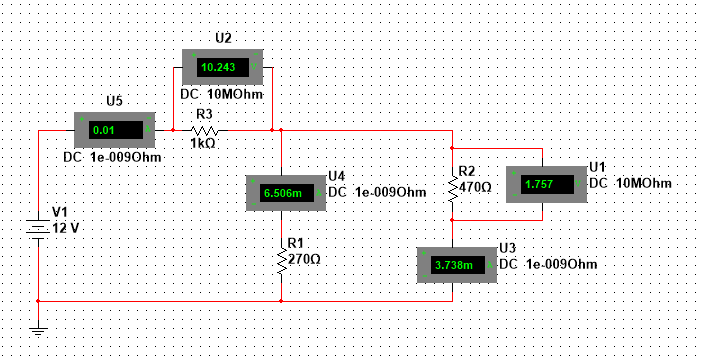 U2
10.243
DC 10MOhm
U5
0.01
DC 1e-009Ohm
R3
1kΩ
U4
6.506m
DC 1e-009Ohm
R2
470Ω
U1
1.757
DC 10MOhm
V1
12 V
R1
270Ω
U3
3.738m
DC 1e-009Ohm